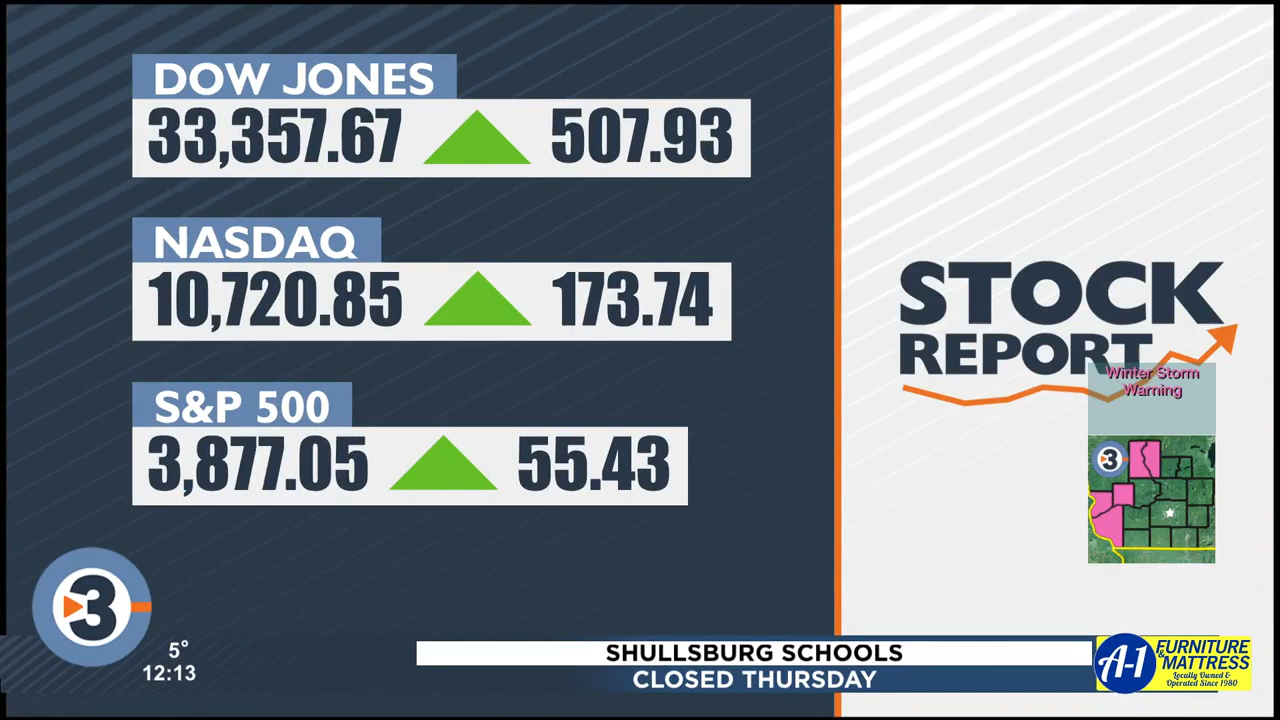 DOW JONES
33,357.67 507.93
NASDAQ
10,720.85 173.74
S&P 500
3,877.05 55.43
STOCK
REPORT
Winter Storm
Warning
3
3
5°
12:13
SHULLSBURG SCHOOLS
CLOSED THURSDAY
A-1
FURNITURE
& MATTRESS
Locally Owned &
Operated Since 1980